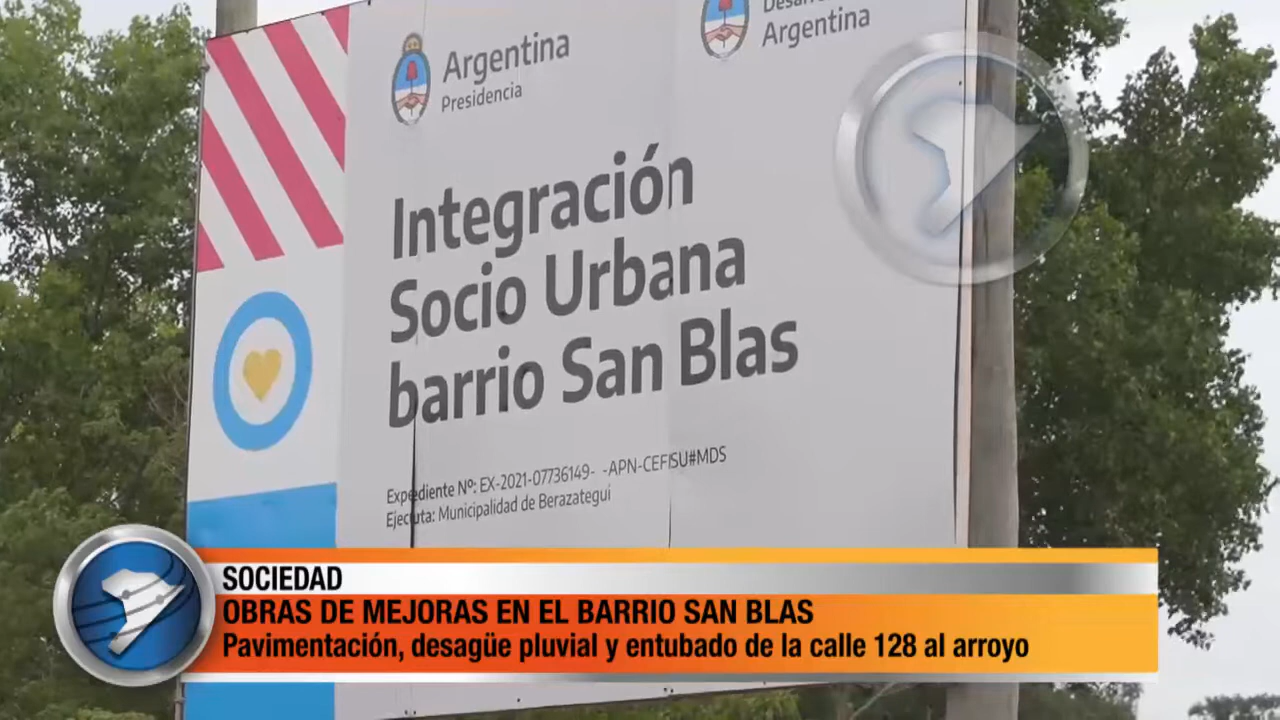 Argentina
Presidencia
Argentina
Integración
Socio Urbana
barrio San Blas
Expediente Nº: EX-2021-07736149- -APN-CEFISU#MDS
Ejecuta: Municipalidad de Berazategui
SOCIEDAD
OBRAS DE MEJORAS EN EL BARRIO SAN BLAS
Pavimentación, desagüe pluvial y entubado de la calle 128 al arroyo